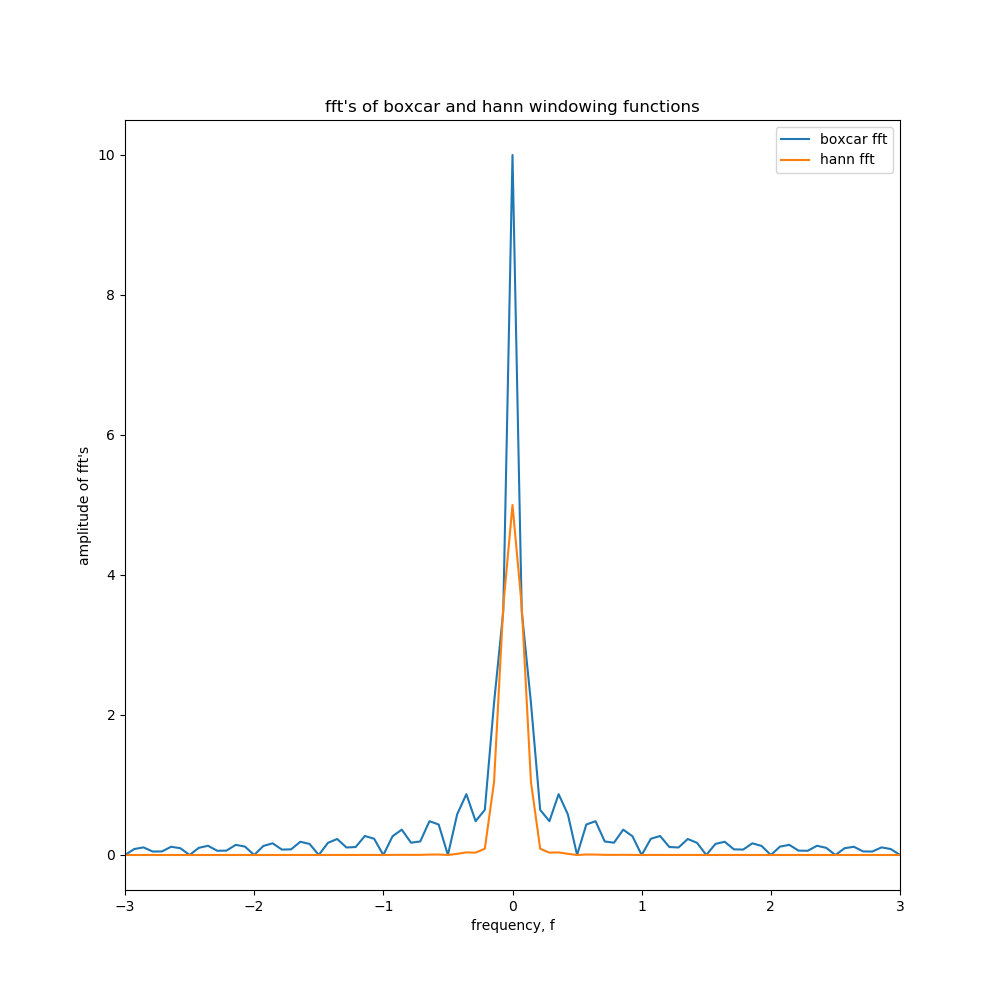 fft's of boxcar and hann windowing functions
boxcar fft
hann fft
amplitude of fft's
10
8
6
4
2
0
−3
−2
−1
0
1
2
3
frequency, f